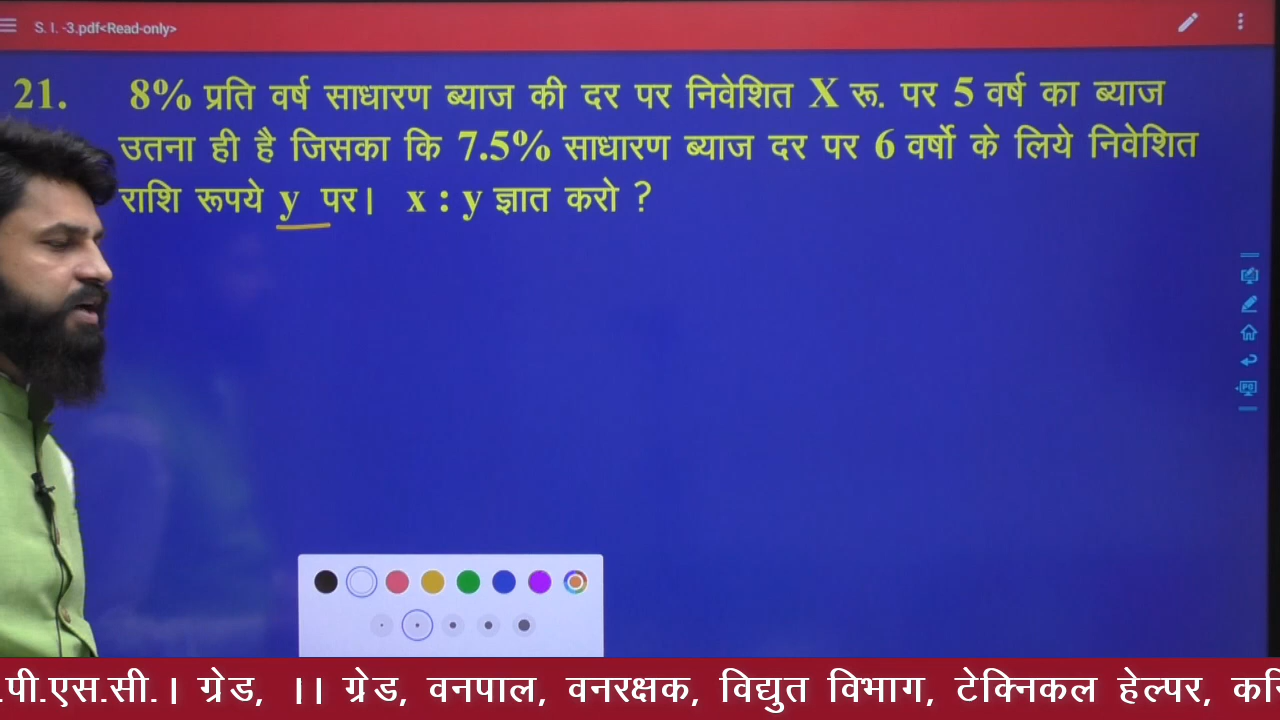 S. I. -3.pdf<Read-only>
21. 8% प्रति वर्ष साधारण ब्याज की दर पर निवेशित X रू. पर 5 वर्ष का ब्याज
उतना ही है जिसका कि 7.5% साधारण ब्याज दर पर 6 वर्षो के लिये निवेशित
राशि रूपये y पर। x : y ज्ञात करो ?
.पी.एस.सी. । ग्रेड, ।। ग्रेड, वनपाल, वनरक्षक, विद्युत विभाग, टेक्निकल हेल्पर,